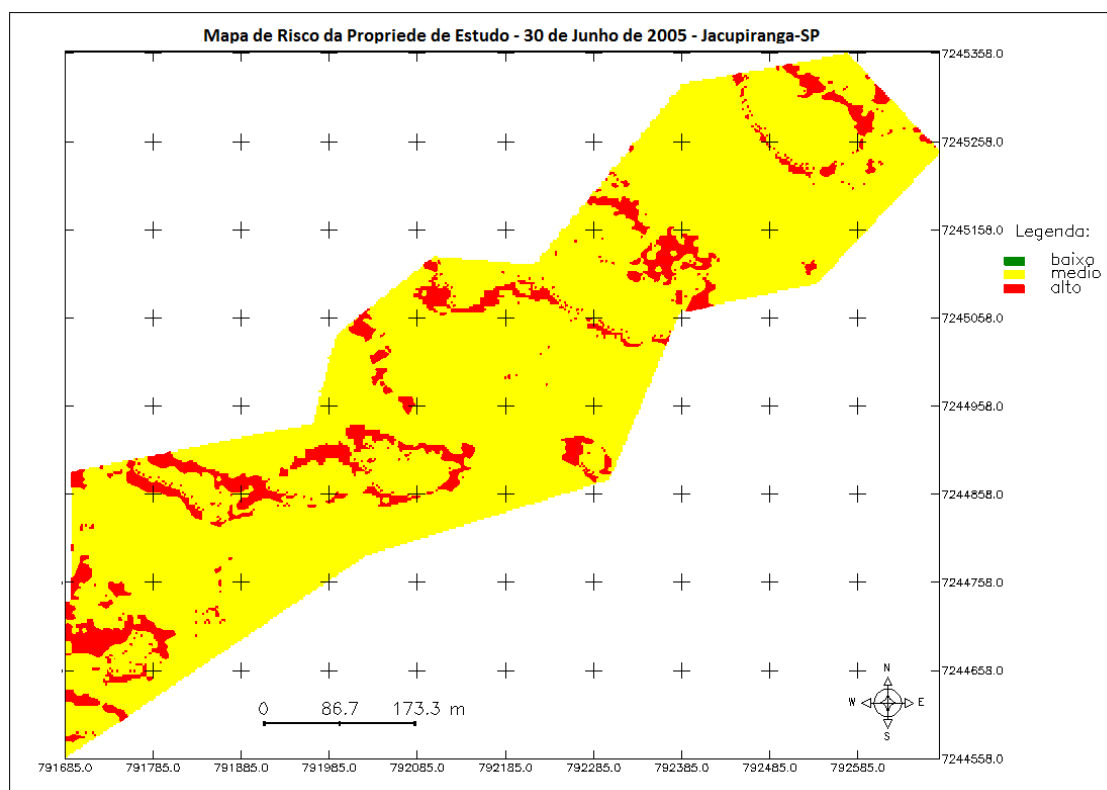 Mapa de Risco da Propriede de Estudo - 30 de Junho de 2005 - Jacupiranga-SP
7245358.0
7245258.0
7245158.0
Legenda:
baixo
medio
alto
7245058.0
7244958.0
7244858.0
7244758.0
7244658.0
N
W E
S
0 86.7 173.3 m
7244558.0
791685.0 791785.0 791885.0 791985.0 792085.0 792185.0 792285.0 792385.0 792485.0 792585.0